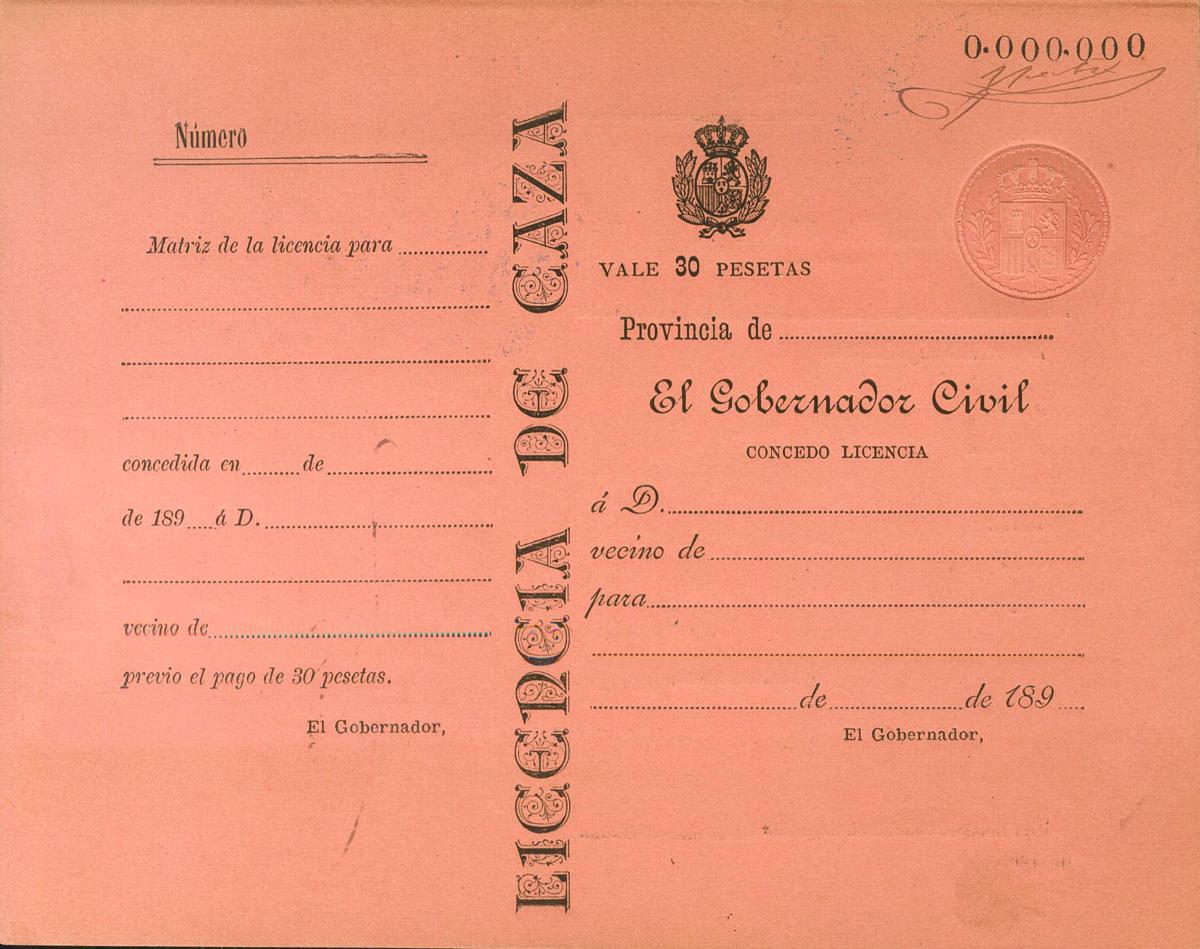 0.000.000
Número
Matriz de la licencia para
concedida en de
de 189 á D.
vecino de
previo el pago de 30 pesetas.
El Gobernador,
LICENCIA DE CAZA
VALE 30 PESETAS
Provincia de
El Gobernador Civil
CONCEDO LICENCIA
á D.
vecino de
para
de de 189
El Gobernador,